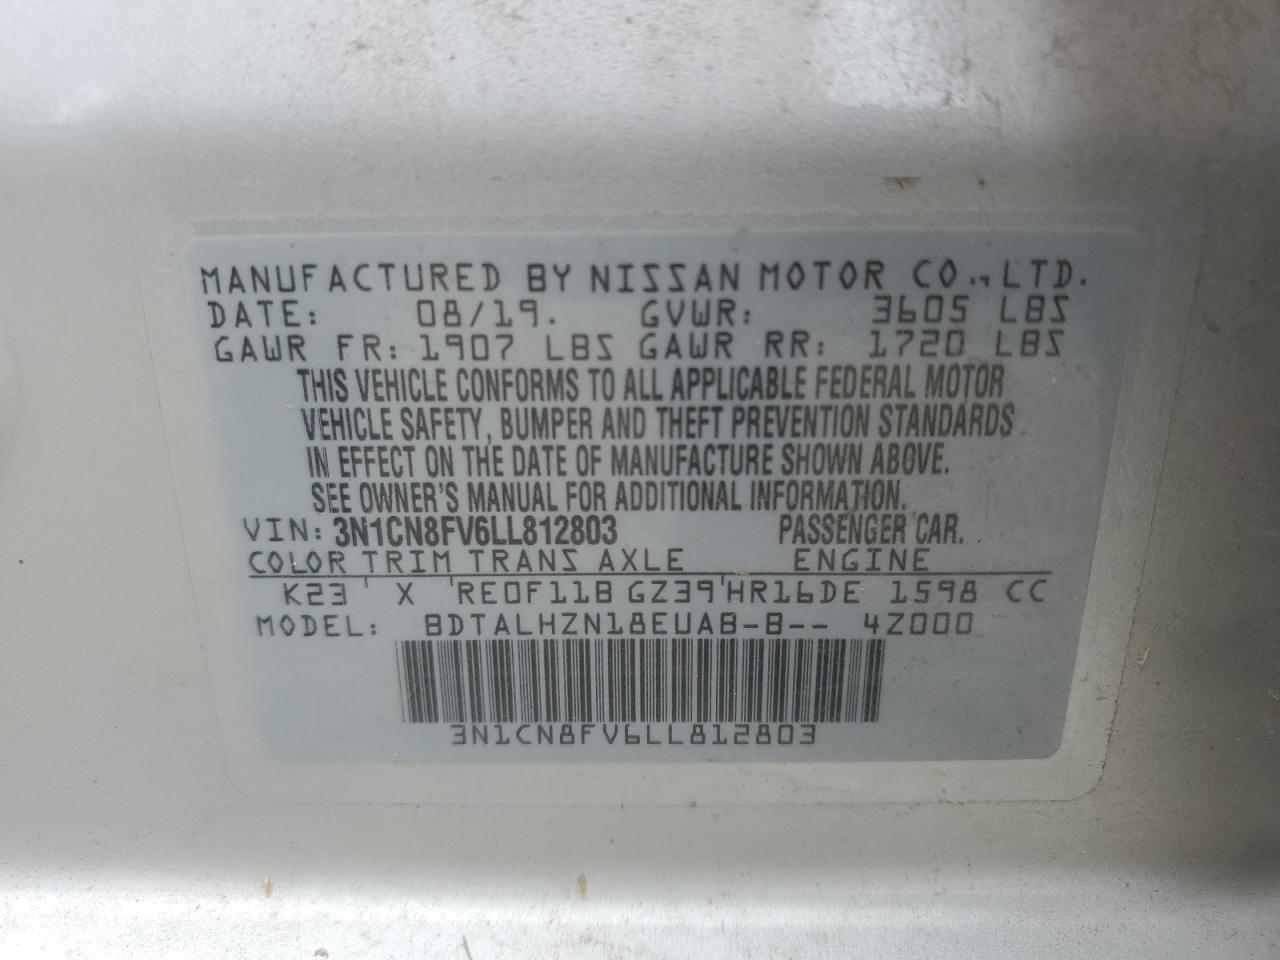 MANUFACTURED BY NISSAN MOTOR CO., LTD.
DATE: 08/19. GVWR: 3605 LBS
GAWR FR: 1907 LBS GAWR RR: 1720 LBS
THIS VEHICLE CONFORMS TO ALL APPLICABLE FEDERAL MOTOR
VEHICLE SAFETY, BUMPER AND THEFT PREVENTION STANDARDS
IN EFFECT ON THE DATE OF MANUFACTURE SHOWN ABOVE.
SEE OWNER'S MANUAL FOR ADDITIONAL INFORMATION.
VIN: 3N1CN8FV6LL812803 PASSENGER CAR.
COLOR TRIM TRANS AXLE ENGINE
K23 ' X 'RE0F11B GZ39'HR16DE 1598 CC
MODEL: BDTALHZN18EUAB-B-- 4Z000
3N1CN8FV6LL812803